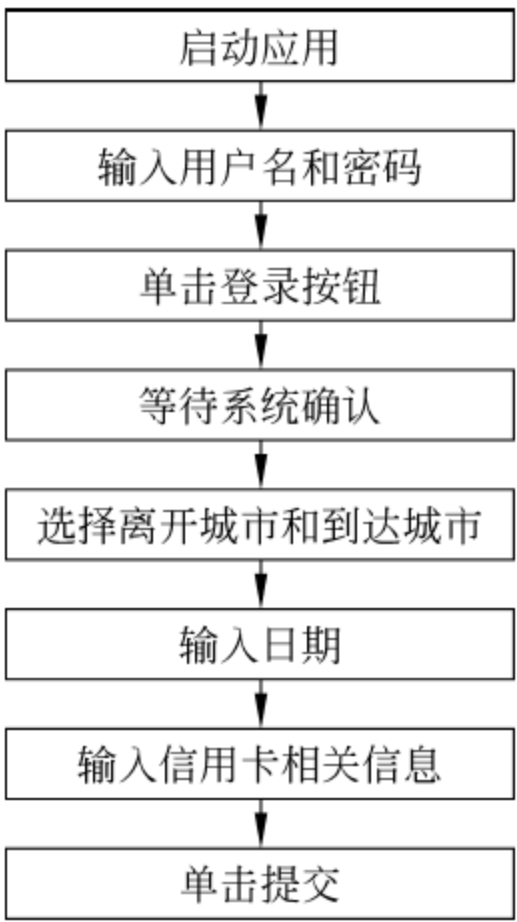 启动应用
输入用户名和密码
单击登录按钮
等待系统确认
选择离开城市和到达城市
输入日期
输入信用卡相关信息
单击提交